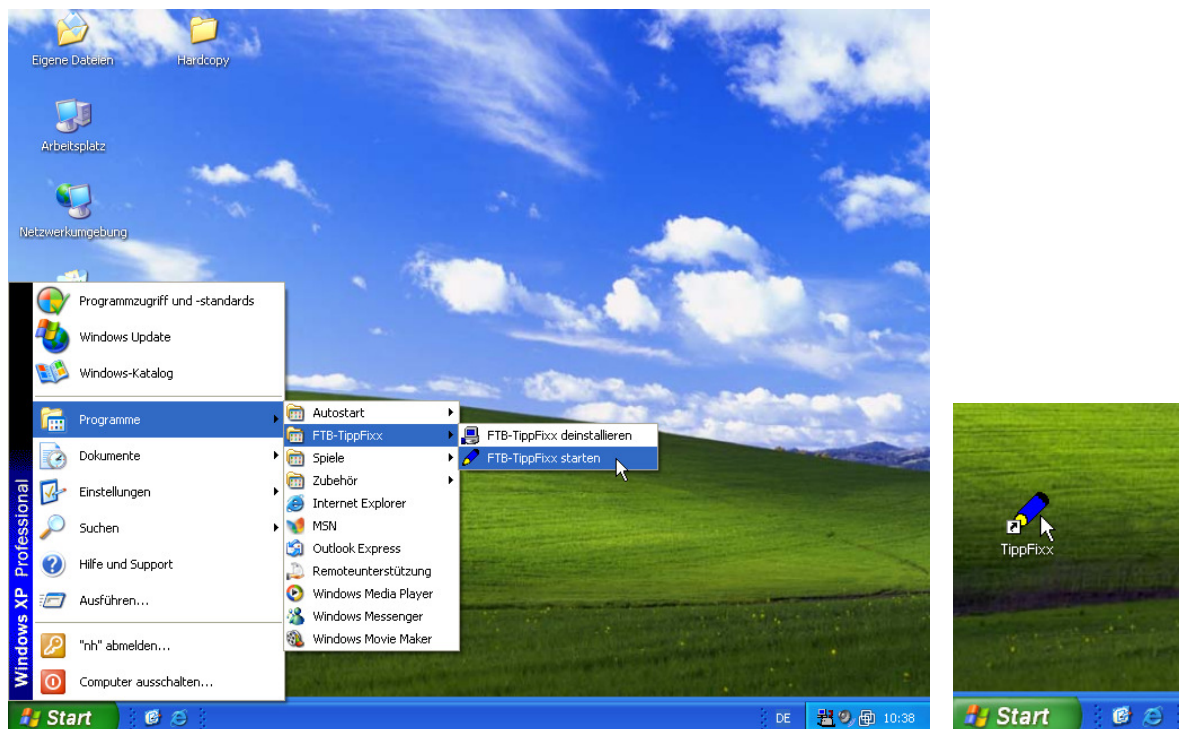 Eigene Dateien
Hardcopy
Arbeitsplatz
Netzwerkumgebung
Windows XP Professional
Programmzugriff und -standards
Windows Update
Windows-Katalog
Programme
Dokumente
Einstellungen
Suchen
Hilfe und Support
Ausführen...
"nh" abmelden...
Computer ausschalten...
Autostart
FTB-TippFixx
Spiele
Zubehör
Internet Explorer
MSN
Outlook Express
Remoteunterstützung
Windows Media Player
Windows Messenger
Windows Movie Maker
FTB-TippFixx deinstallieren
FTB-TippFixx starten
Start
DE
10:38
TippFixx
Start